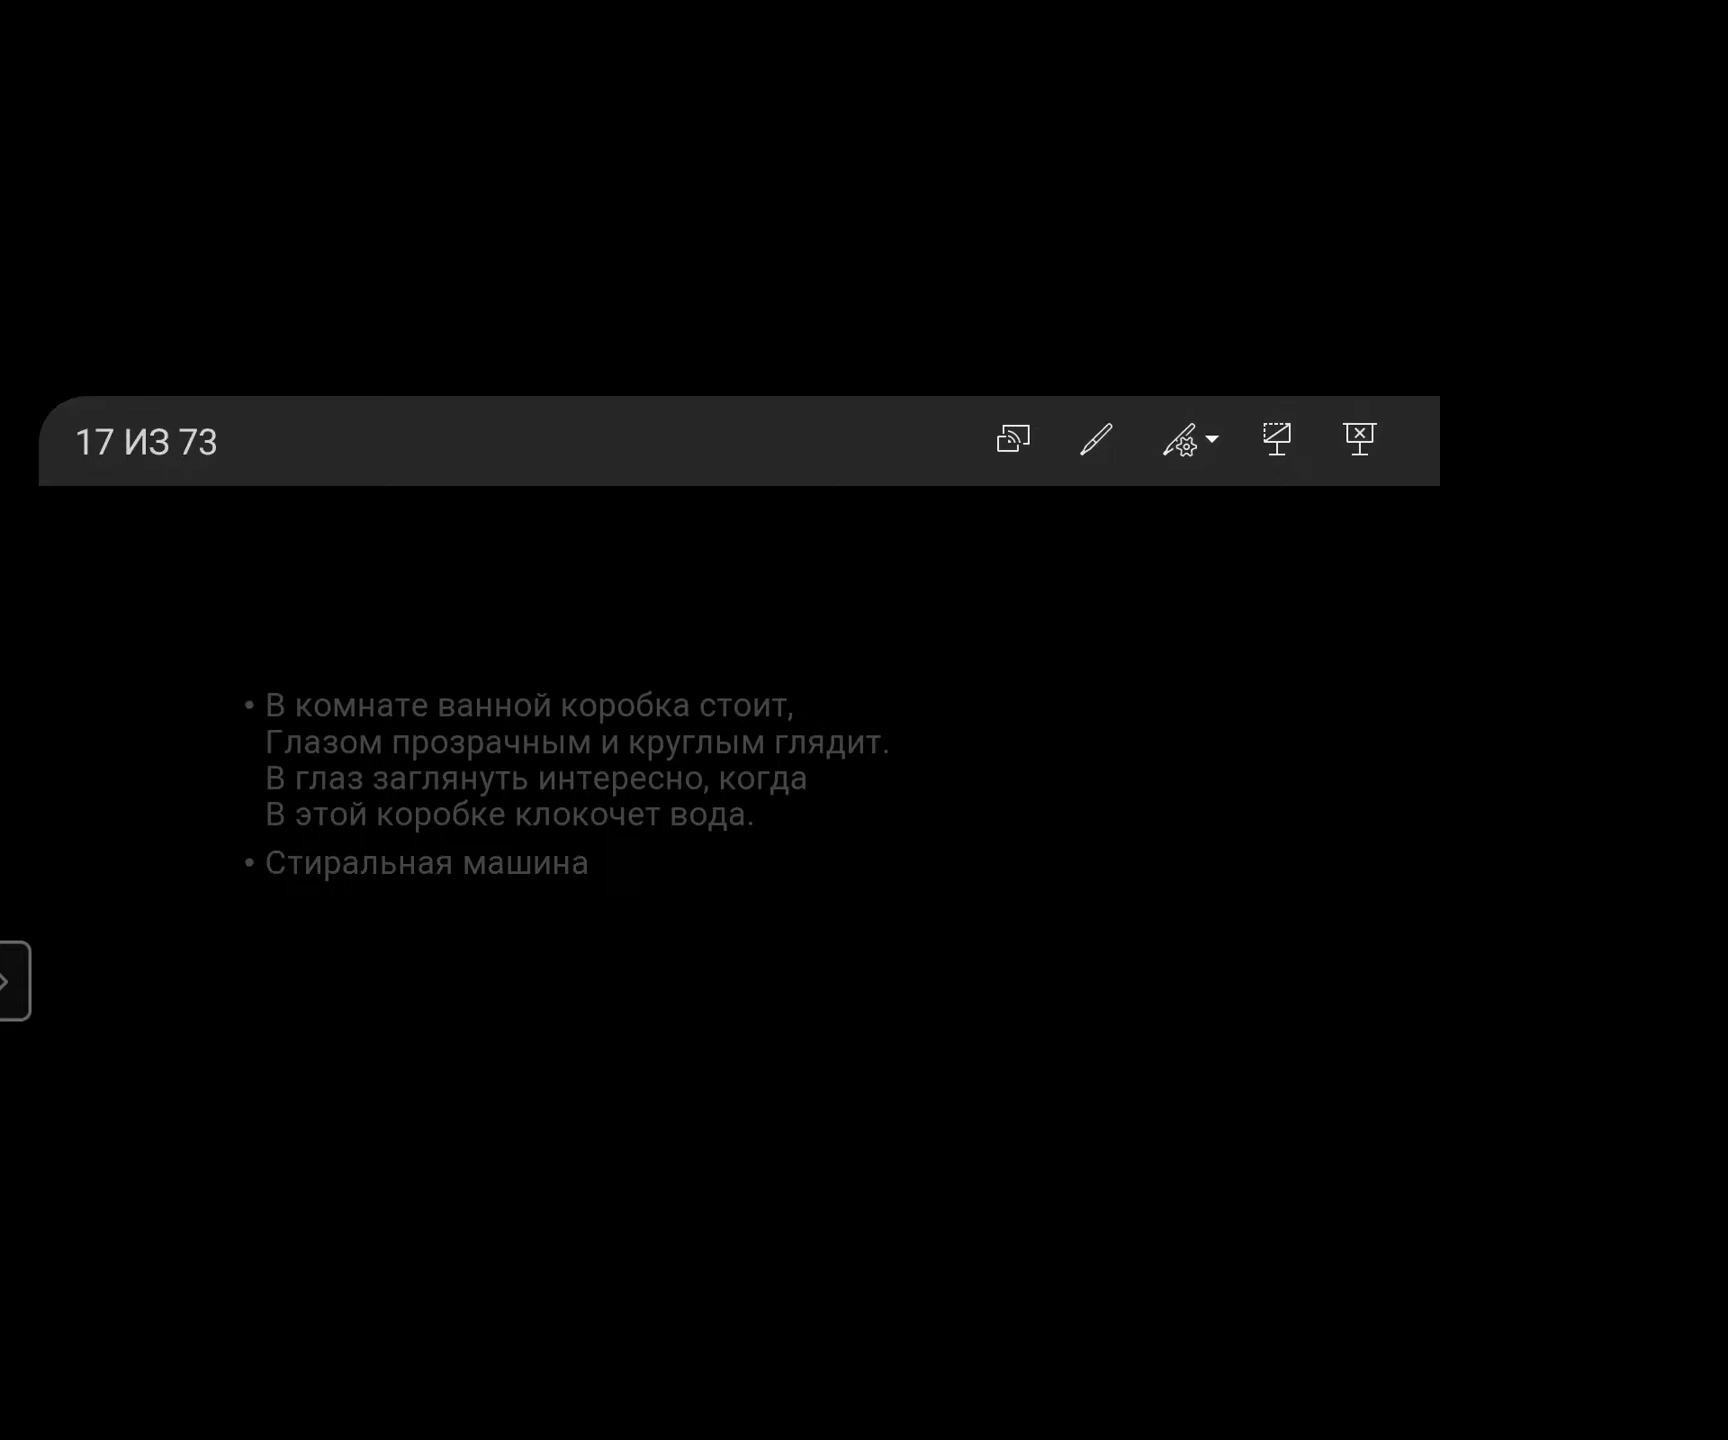 17 ИЗ 73
• В комнате ванной коробка стоит,
Глазом прозрачным и круглым глядит.
В глаз заглянуть интересно, когда
В этой коробке клокочет вода.
• Стиральная машина